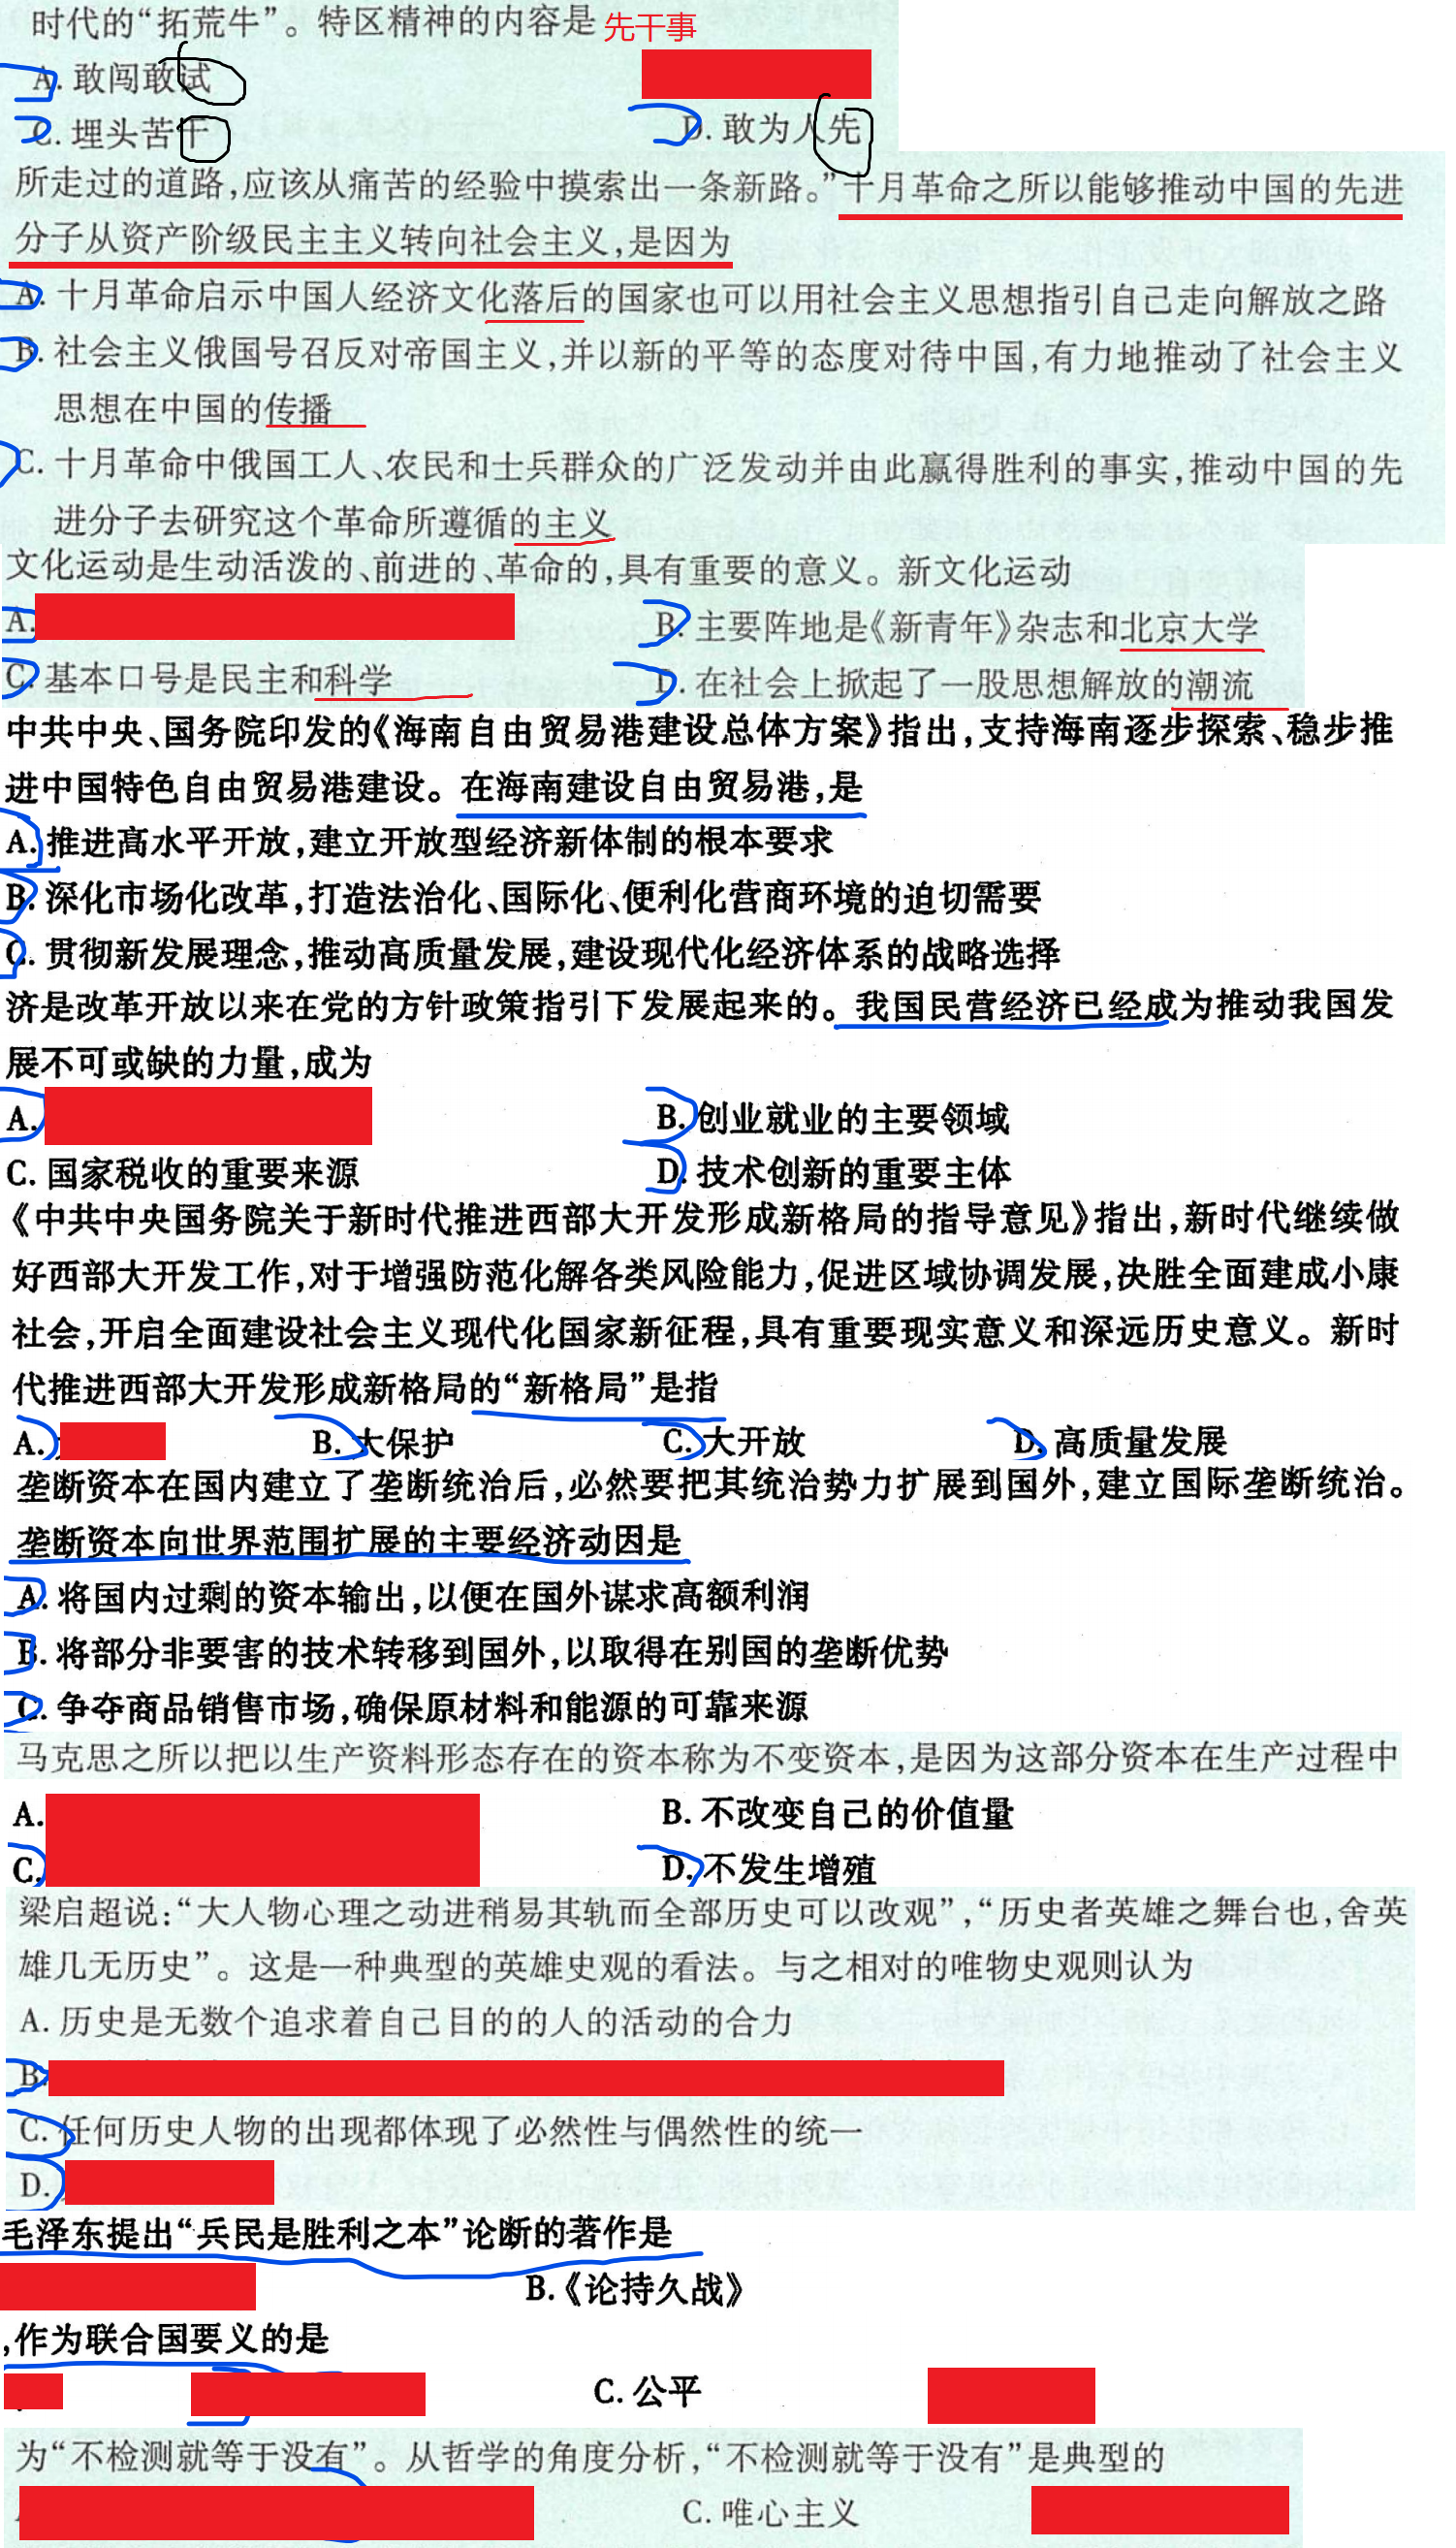 时代的“拓荒牛”。特区精神的内容是 先干事
A. 敢闯敢试
C. 埋头苦干 D. 敢为人先
所走过的道路,应该从痛苦的经验中摸索出一条新路。”十月革命之所以能够推动中国的先进
分子从资产阶级民主主义转向社会主义,是因为
A. 十月革命启示中国人经济文化落后的国家也可以用社会主义思想指引自己走向解放之路
B. 社会主义俄国号召反对帝国主义,并以新的平等的态度对待中国,有力地推动了社会主义
思想在中国的传播
C. 十月革命中俄国工人、农民和士兵群众的广泛发动并由此赢得胜利的事实,推动中国的先
进分子去研究这个革命所遵循的主义
文化运动是生动活泼的、前进的、革命的,具有重要的意义。新文化运动
A. B. 主要阵地是《新青年》杂志和北京大学
C. 基本口号是民主和科学 D. 在社会上掀起了一股思想解放的潮流
中共中央、国务院印发的《海南自由贸易港建设总体方案》指出,支持海南逐步探索、稳步推
进中国特色自由贸易港建设。在海南建设自由贸易港,是
A. 推进高水平开放,建立开放型经济新体制的根本要求
B. 深化市场化改革,打造法治化、国际化、便利化营商环境的迫切需要
C. 贯彻新发展理念,推动高质量发展,建设现代化经济体系的战略选择
济是改革开放以来在党的方针政策指引下发展起来的。我国民营经济已经成为推动我国发
展不可或缺的力量,成为
A. B. 创业就业的主要领域
C. 国家税收的重要来源 D. 技术创新的重要主体
《中共中央国务院关于新时代推进西部大开发形成新格局的指导意见》指出,新时代继续做
好西部大开发工作,对于增强防范化解各类风险能力,促进区域协调发展,决胜全面建成小康
社会,开启全面建设社会主义现代化国家新征程,具有重要现实意义和深远历史意义。新时
代推进西部大开发形成新格局的“新格局”是指
A. B. 大保护 C. 大开放 D. 高质量发展
垄断资本在国内建立了垄断统治后,必然要把其统治势力扩展到国外,建立国际垄断统治。
垄断资本向世界范围扩展的主要经济动因是
A. 将国内过剩的资本输出,以便在国外谋求高额利润
B. 将部分非要害的技术转移到国外,以取得在别国的垄断优势
C. 争夺商品销售市场,确保原材料和能源的可靠来源
马克思之所以把以生产资料形态存在的资本称为不变资本,是因为这部分资本在生产过程中
A. B. 不改变自己的价值量
C. D. 不发生增殖
梁启超说:“大人物心理之动进稍易其轨而全部历史可以改观”,“历史者英雄之舞台也,舍英
雄几无历史”。这是一种典型的英雄史观的看法。与之相对的唯物史观则认为
A. 历史是无数个追求着自己目的的人的活动的合力
B.
C. 任何历史人物的出现都体现了必然性与偶然性的统一
D.
毛泽东提出“兵民是胜利之本”论断的著作是
B.《论持久战》
,作为联合国要义的是
C. 公平
为“不检测就等于没有”。从哲学的角度分析,“不检测就等于没有”是典型的
C. 唯心主义